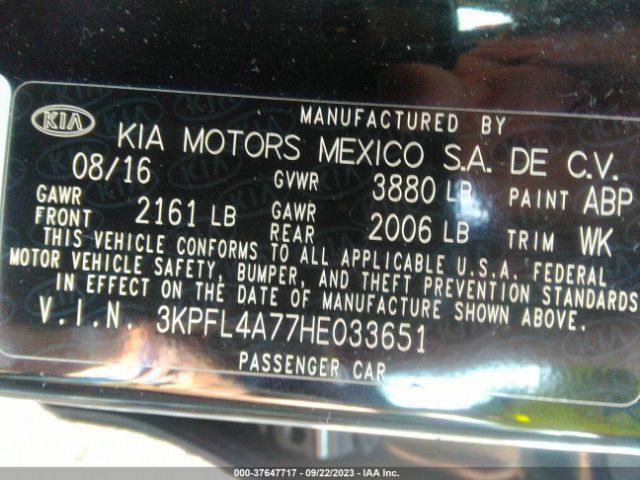 MANUFACTURED BY
KIA KIA MOTORS MEXICO S.A. DE C.V.
08/16 GVWR 3880 LB PAINT ABP
GAWR FRONT 2161 LB GAWR REAR 2006 LB TRIM WK
THIS VEHICLE CONFORMS TO ALL APPLICABLE U.S.A. FEDERAL
MOTOR VEHICLE SAFETY, BUMPER, AND THEFT PREVENTION STANDARDS
IN EFFECT ON THE DATE OF MANUFACTURE SHOWN ABOVE.
V.I.N. 3KPFL4A77HE033651
PASSENGER CAR
000-37647717 - 09/22/2023 - IAA Inc.